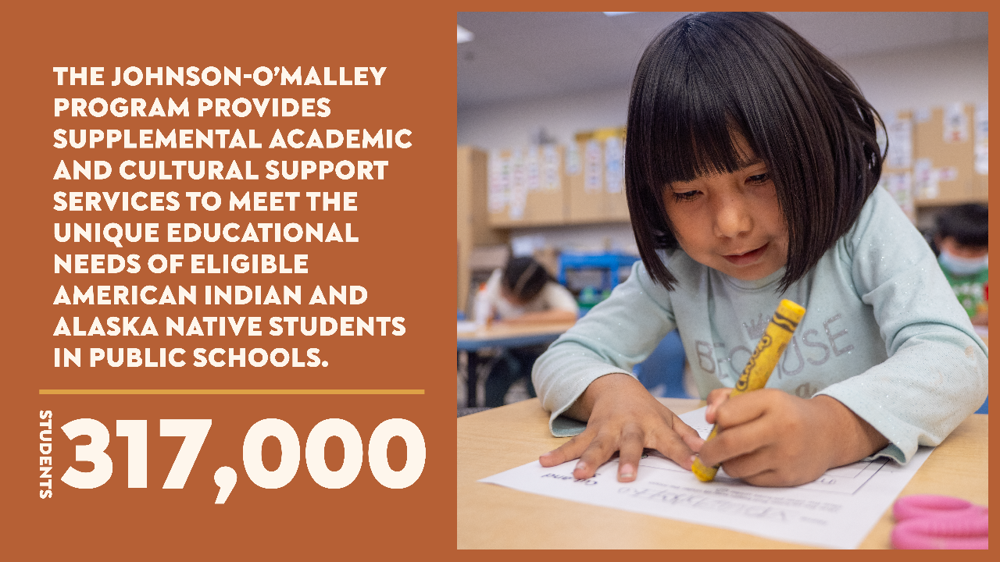 THE JOHNSON-O’MALLEY
PROGRAM PROVIDES
SUPPLEMENTAL ACADEMIC
AND CULTURAL SUPPORT
SERVICES TO MEET THE
UNIQUE EDUCATIONAL
NEEDS OF ELIGIBLE
AMERICAN INDIAN AND
ALASKA NATIVE STUDENTS
IN PUBLIC SCHOOLS.
STUDENTS
317,000
CRAYONS